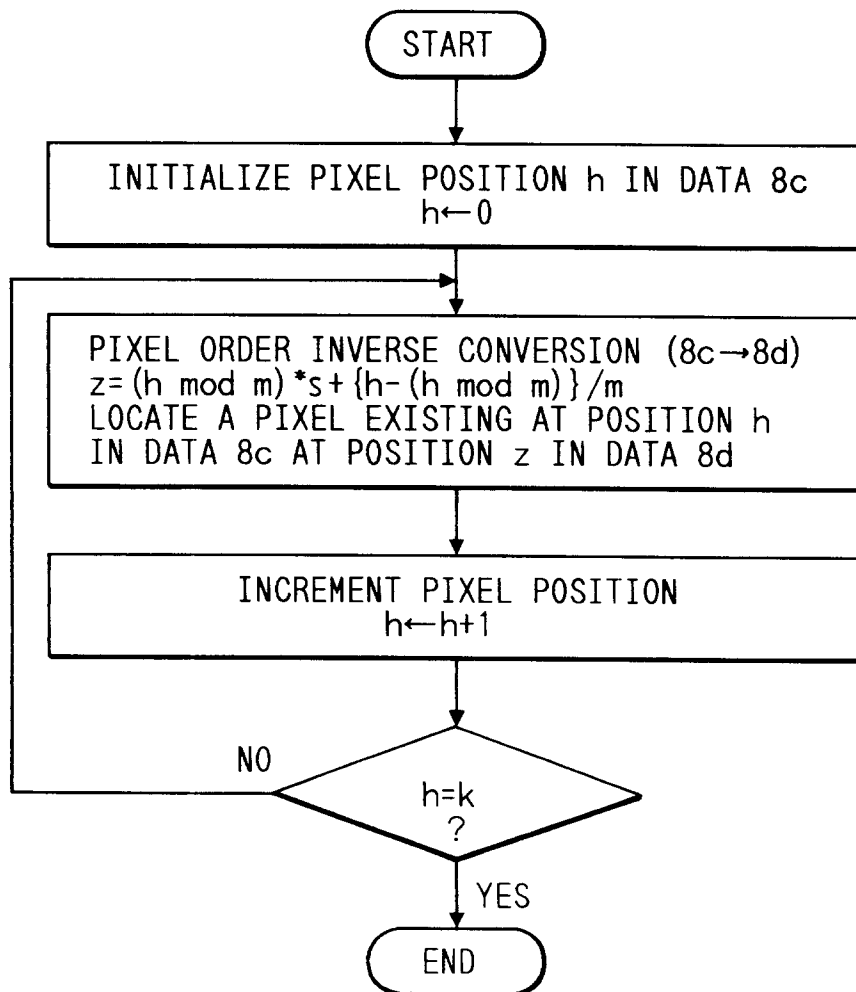 START
INITIALIZE PIXEL POSITION h IN DATA 8c
h←0
PIXEL ORDER INVERSE CONVERSION (8c→8d)
z=(h mod m)*s+{h-(h mod m)}/m
LOCATE A PIXEL EXISTING AT POSITION h
IN DATA 8c AT POSITION z IN DATA 8d
INCREMENT PIXEL POSITION
h←h+1
NO
h=k
?
YES
END